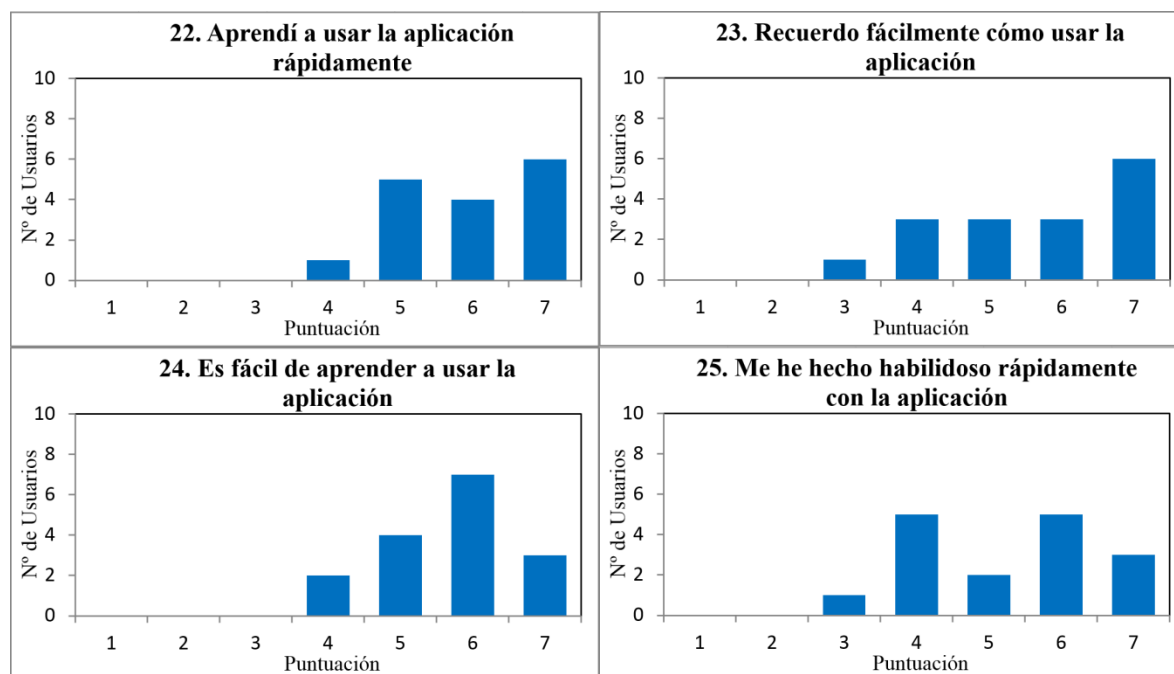 22. Aprendí a usar la aplicación
rápidamente
10
8
6
4
2
0
Nº de Usuarios
1 2 3 4 5 6 7
Puntuación
23. Recuerdo fácilmente cómo usar la
aplicación
10
8
6
4
2
0
Nº de Usuarios
1 2 3 4 5 6 7
Puntuación
24. Es fácil de aprender a usar la
aplicación
10
8
6
4
2
0
Nº de Usuarios
1 2 3 4 5 6 7
Puntuación
25. Me he hecho habilidoso rápidamente
con la aplicación
10
8
6
4
2
0
Nº de Usuarios
1 2 3 4 5 6 7
Puntuación